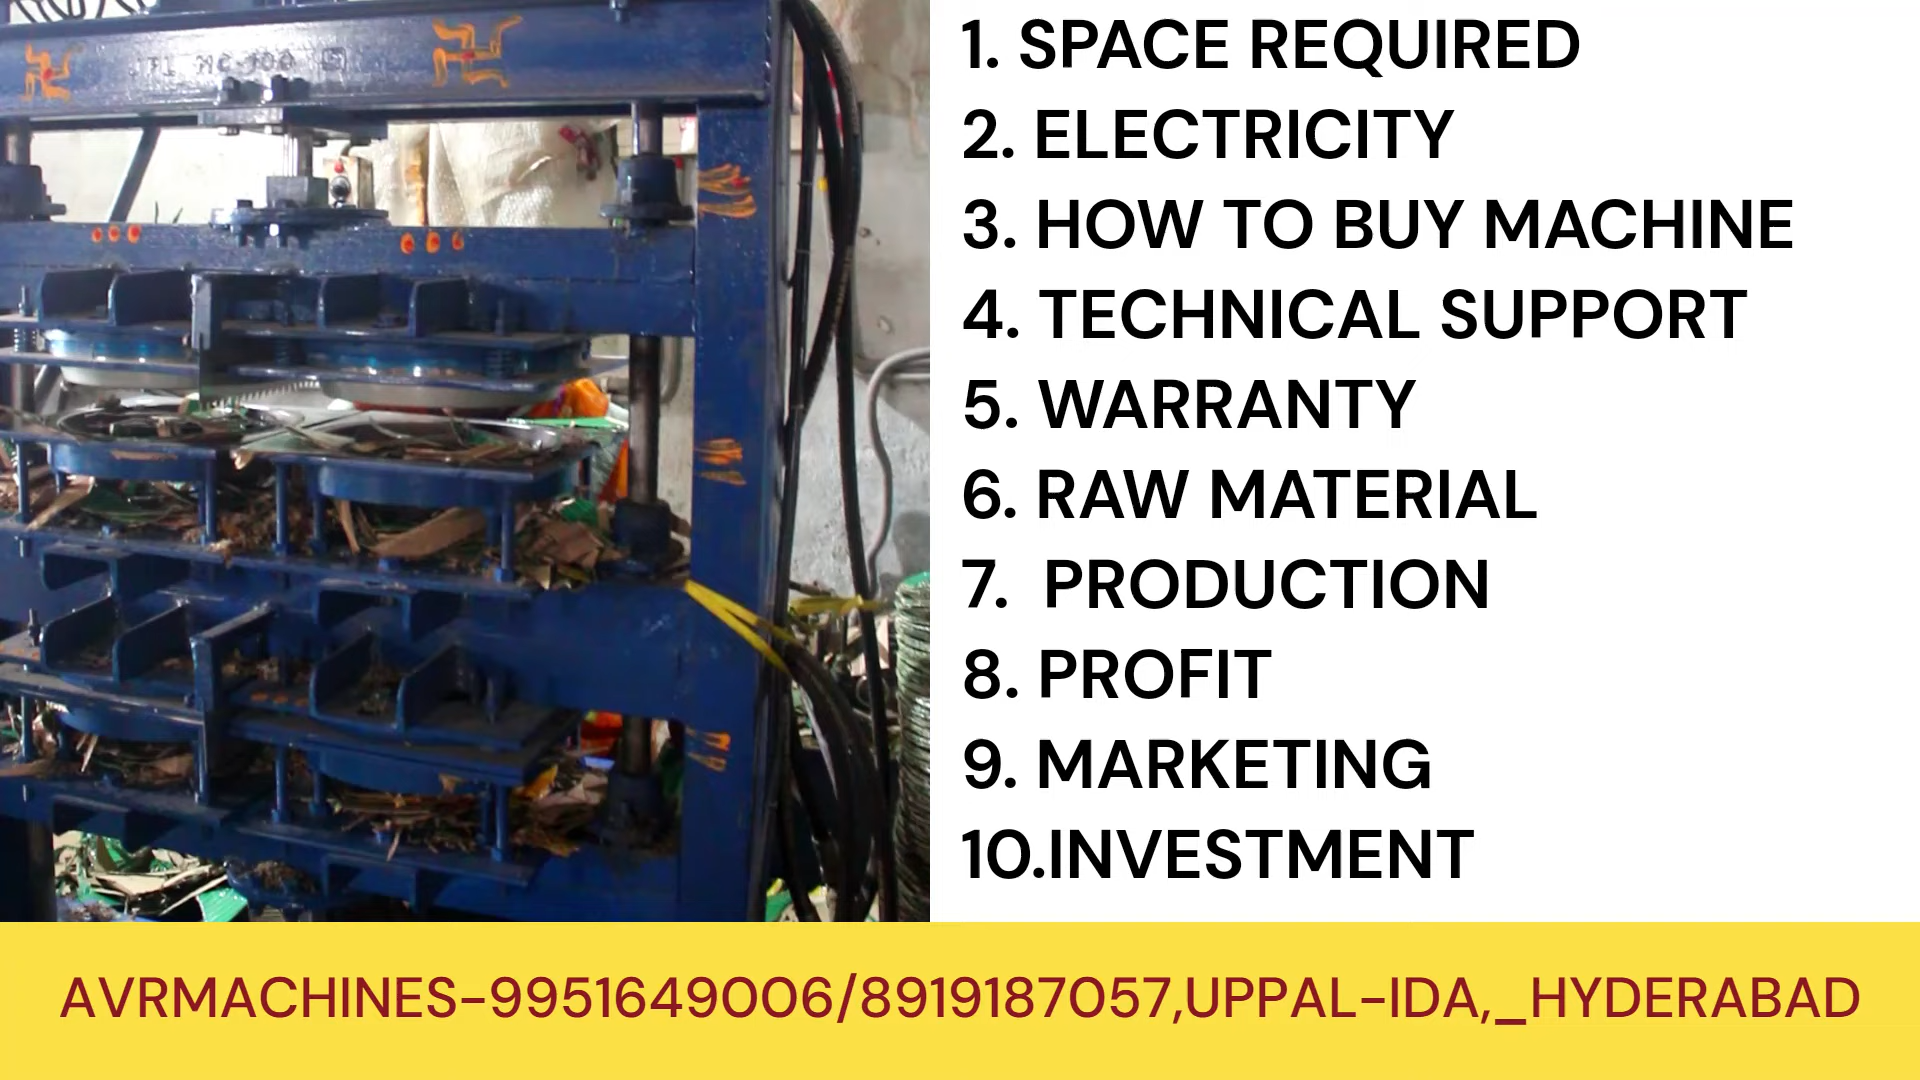 1. SPACE REQUIRED
2. ELECTRICITY
3. HOW TO BUY MACHINE
4. TECHNICAL SUPPORT
5. WARRANTY
6. RAW MATERIAL
7. PRODUCTION
8. PROFIT
9. MARKETING
10.INVESTMENT
AVRMACHINES-9951649006/8919187057,UPPAL-IDA,_HYDERABAD